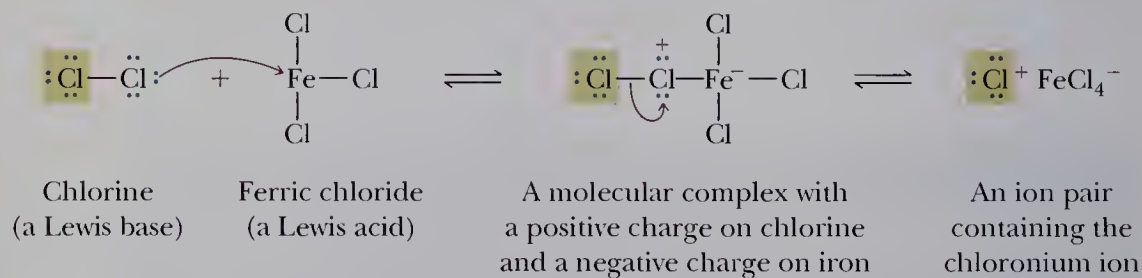 Cl
:Cl—Cl: + Fe—Cl ⇌ :Cl—Cl⁺—Fe⁻—Cl ⇌ :Cl⁺ FeCl₄⁻
Cl
Cl
Cl
Chlorine
(a Lewis base)
Ferric chloride
(a Lewis acid)
A molecular complex with
a positive charge on chlorine
and a negative charge on iron
An ion pair
containing the
chloronium ion